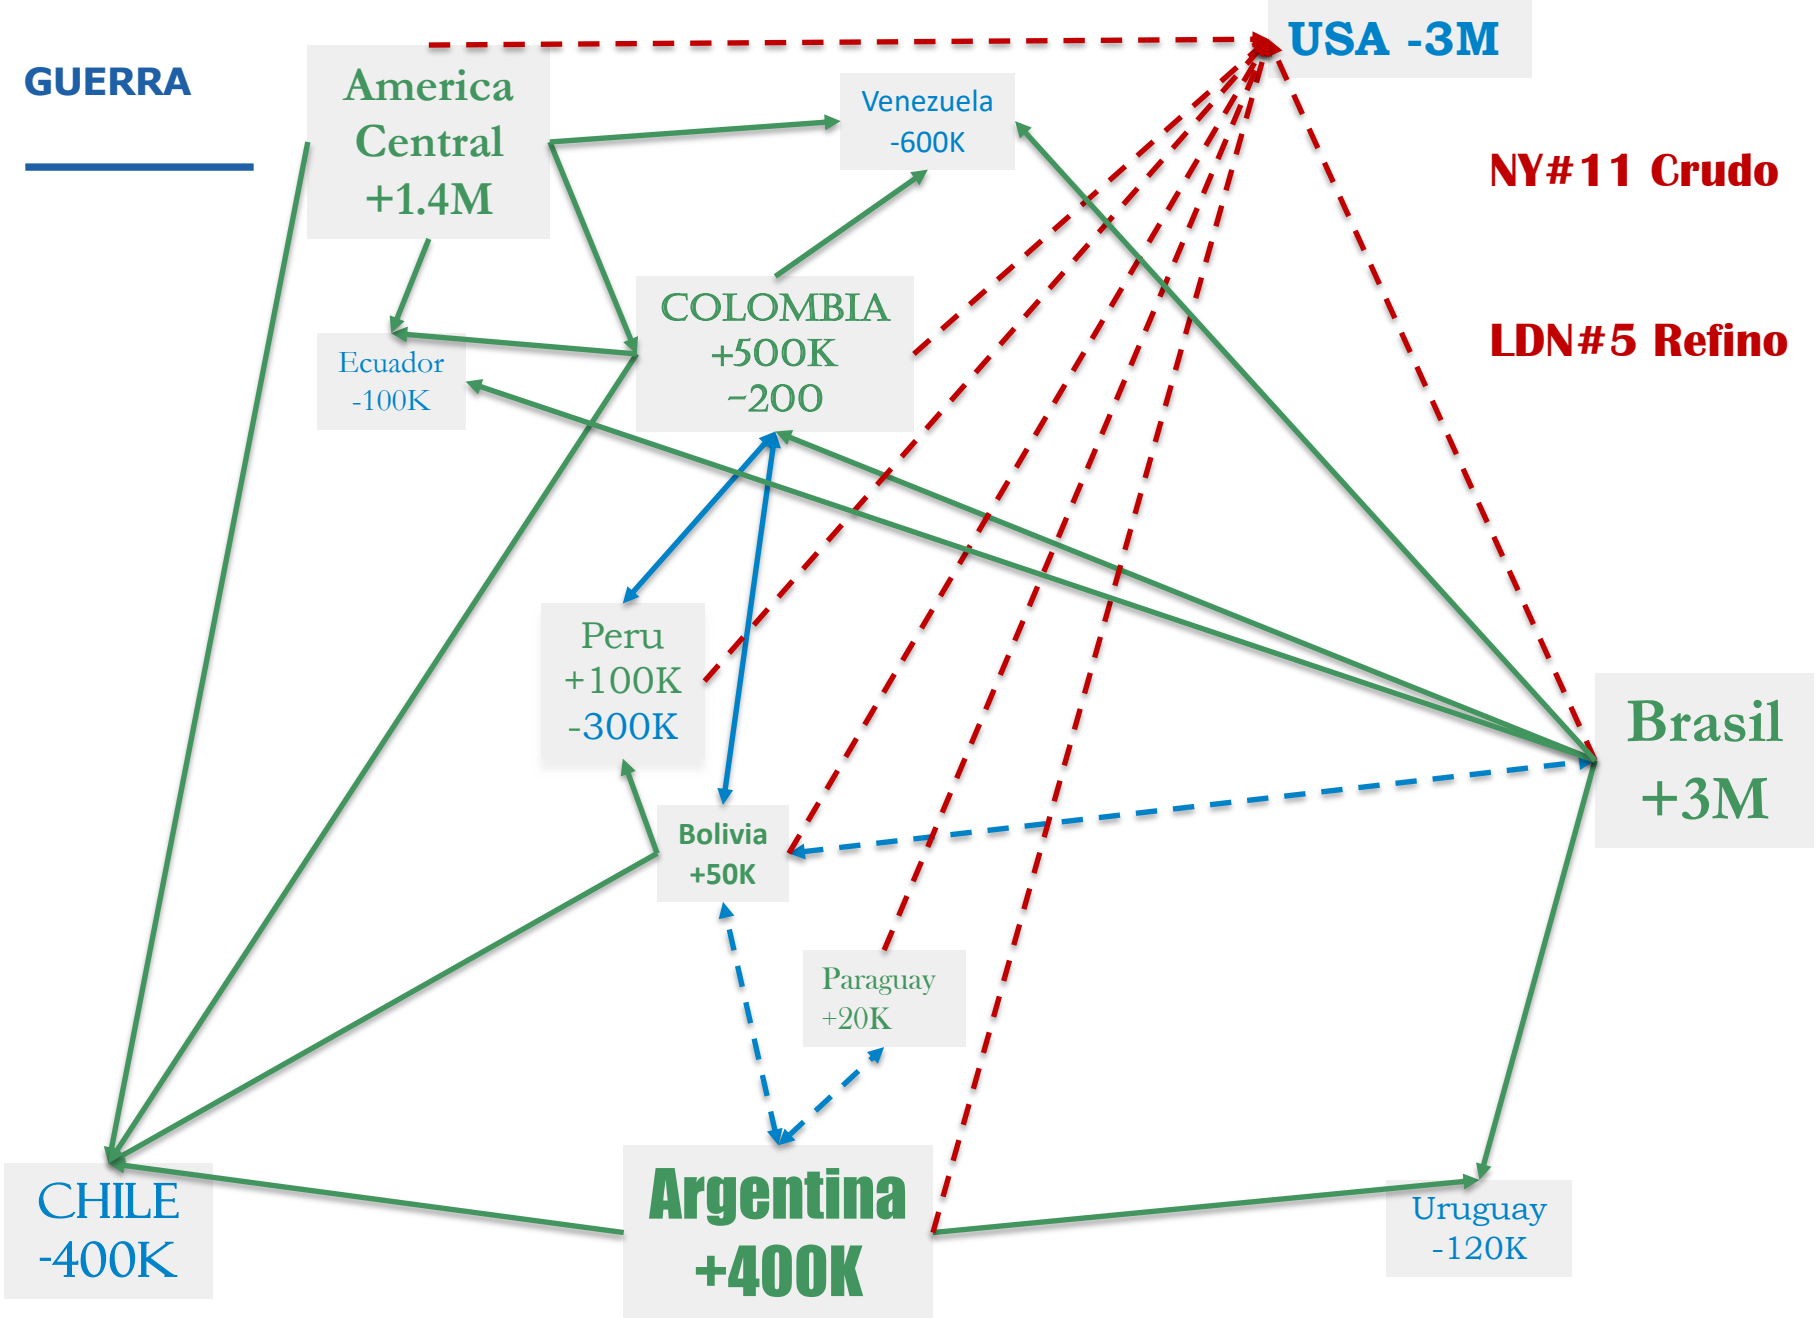 GUERRA
America
Central
+1.4M
USA -3M
Venezuela
-600K
NY#11 Crudo
LDN#5 Refino
COLOMBIA
+500K
-200
Ecuador
-100K
Peru
+100K
-300K
Brasil
+3M
Bolivia
+50K
Paraguay
+20K
CHILE
-400K
Argentina
+400K
Uruguay
-120K